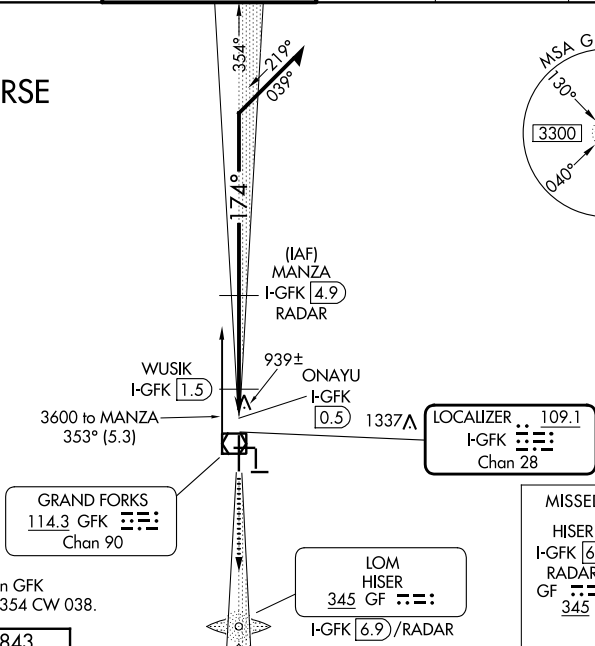 354°
219°
039°
RSE
MSA G
130°
3300
040°
174°
(IAF)
MANZA
I-GFK 4.9
RADAR
WUSIK
I-GFK 1.5
939±
ONAYU
I-GFK
0.5
3600 to MANZA
353° (5.3)
1337
LOCALIZER 109.1
I-GFK
Chan 28
GRAND FORKS
114.3 GFK
Chan 90
MISSE
HISER
I-GFK 6
RADAR
GF
345
LOM
HISER
345 GF
I-GFK 6.9/RADAR
n GFK
354 CW 038.
843